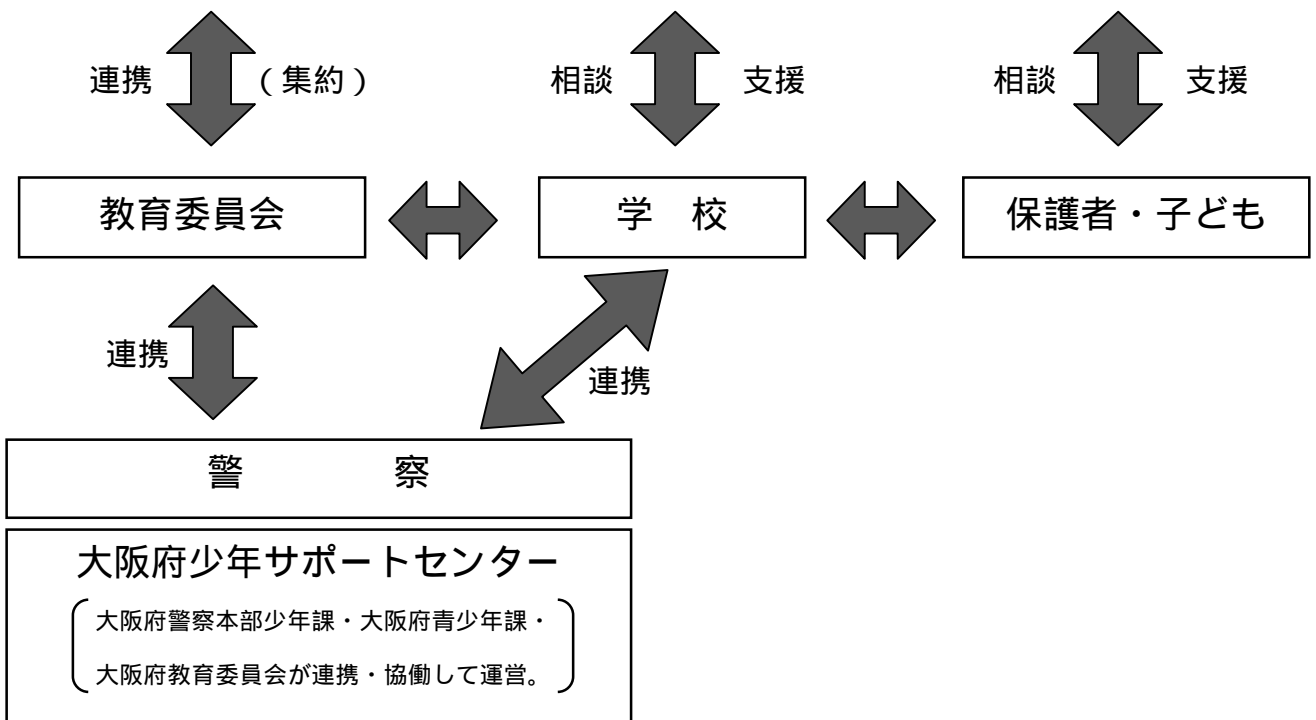 連携 （集約） 相談 支援 相談 支援
教育委員会 学 校 保護者・子ども
連携
連携
警 察
大阪府少年サポートセンター
大阪府警察本部少年課・大阪府青少年課・
大阪府教育委員会が連携・協働して運営。